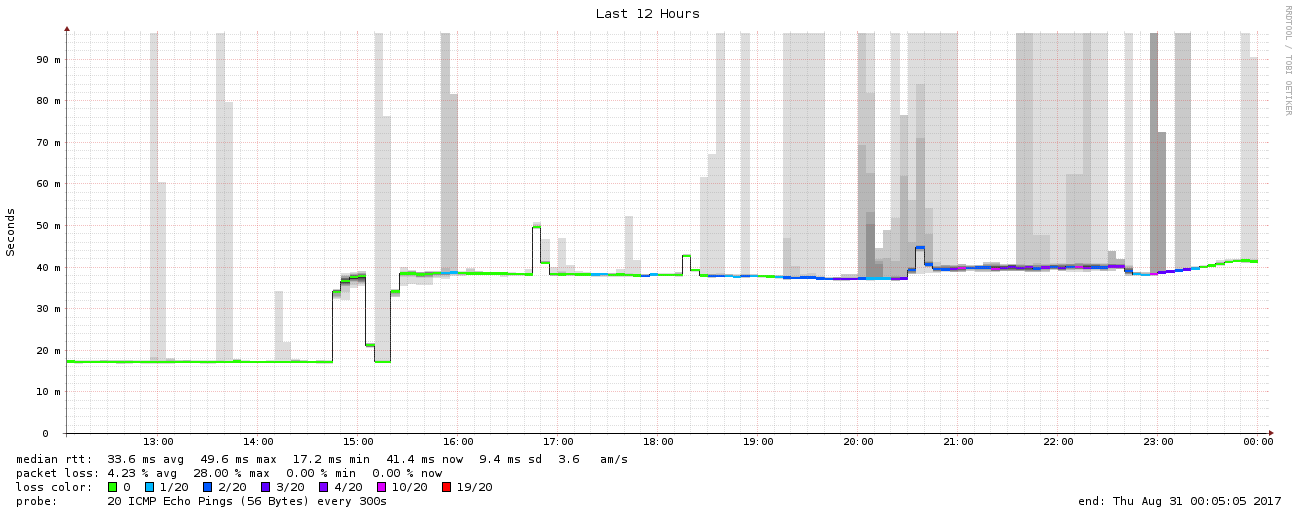 Last 12 Hours
RRDTOOL / TOBI OETIKER
Seconds
90 m
80 m
70 m
60 m
50 m
40 m
30 m
20 m
10 m
0
13:00 14:00 15:00 16:00 17:00 18:00 19:00 20:00 21:00 22:00 23:00 00:00
median rtt: 33.6 ms avg 49.6 ms max 17.2 ms min 41.4 ms now 9.4 ms sd 3.6 am/s
packet loss: 4.23 % avg 28.00 % max 0.00 % min 0.00 % now
loss color: 0 1/20 2/20 3/20 4/20 10/20 19/20
probe: 20 ICMP Echo Pings (56 Bytes) every 300s
end: Thu Aug 31 00:05:05 2017